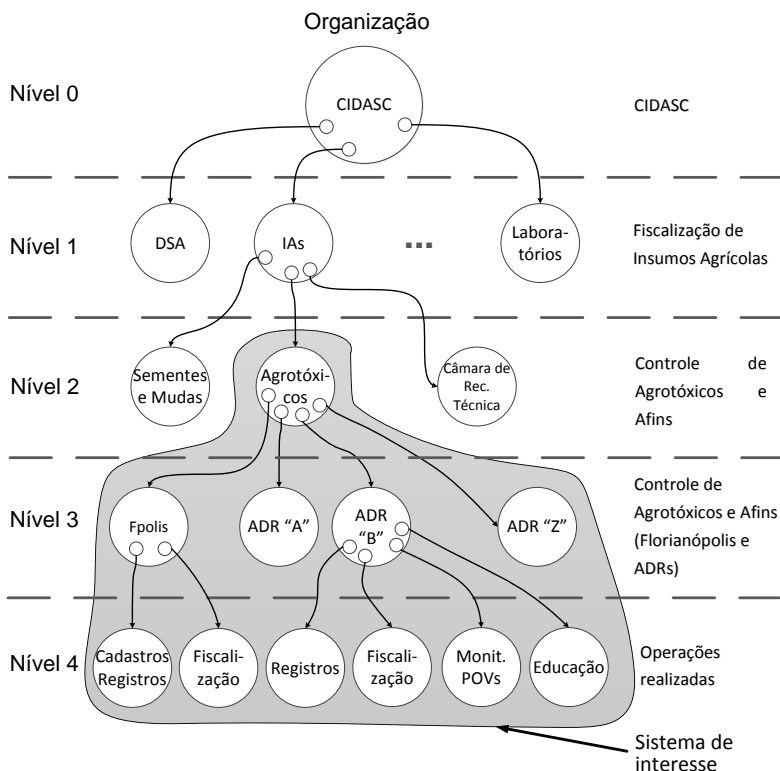 Organização
Nível 0
CIDASC
CIDASC
Nível 1
DSA
IAs
...
Labora-
tórios
Fiscalização de
Insumos Agrícolas
Nível 2
Sementes
e Mudas
Agrotóxi-
cos
Câmara de
Rec.
Técnica
Controle de
Agrotóxicos e
Afins
Nível 3
Fpolis
ADR “A”
ADR
“B”
ADR “Z”
Controle de
Agrotóxicos e Afins
(Florianópolis e
ADRs)
Nível 4
Cadastros
Registros
Fiscali-
zação
Registros
Fiscali-
zação
Monit.
POVs
Educação
Operações
realizadas
Sistema de
interesse